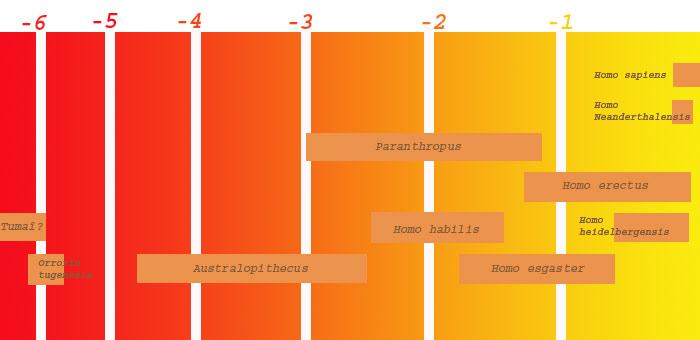 -6 -5 -4 -3 -2 -1
Homo sapiens
Homo
Neanderthalensis
Paranthropus
Homo erectus
Tumaï?
Homo habilis
Homo
heidelbergensis
Orrorin
tugenensis
Australopithecus
Homo esgaster